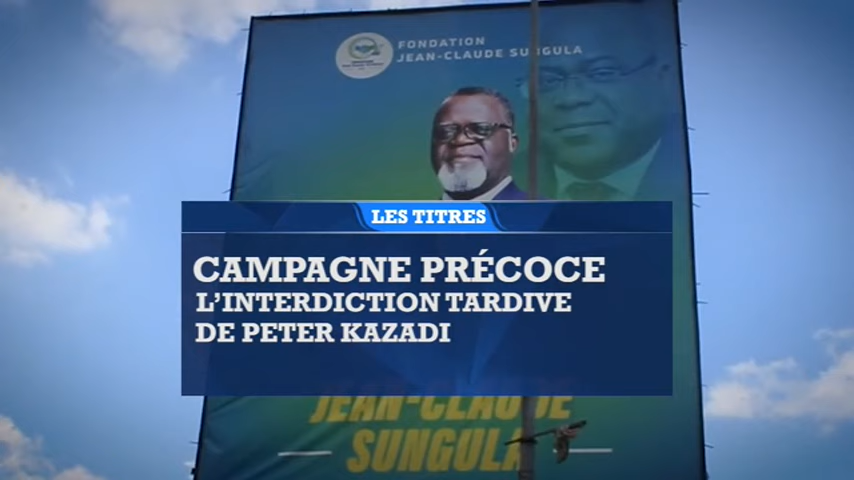 FONDATION
JEAN-CLAUDE SUNGULA
LES TITRES
CAMPAGNE PRÉCOCE
L'INTERDICTION TARDIVE
DE PETER KAZADI
JEAN-CLAUDE
SUNGULA